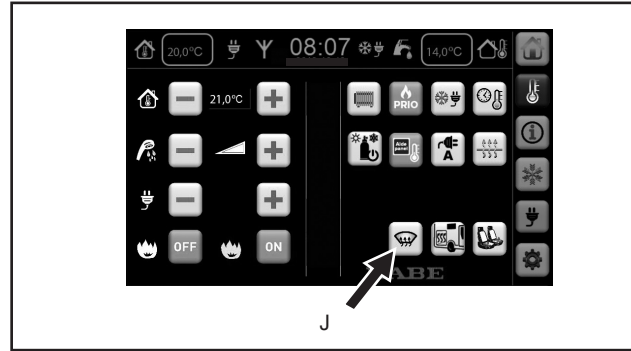 20,0°C 08:07 14,0°C
21,0°C
PRIO
Alde
panel
A
OFF ON
ABE
J